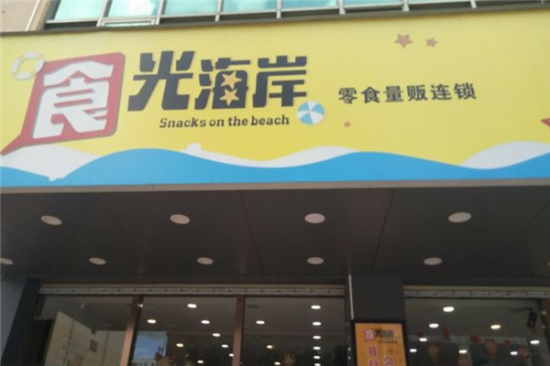 食光海岸
Snacks on the beach
零食量贩连锁